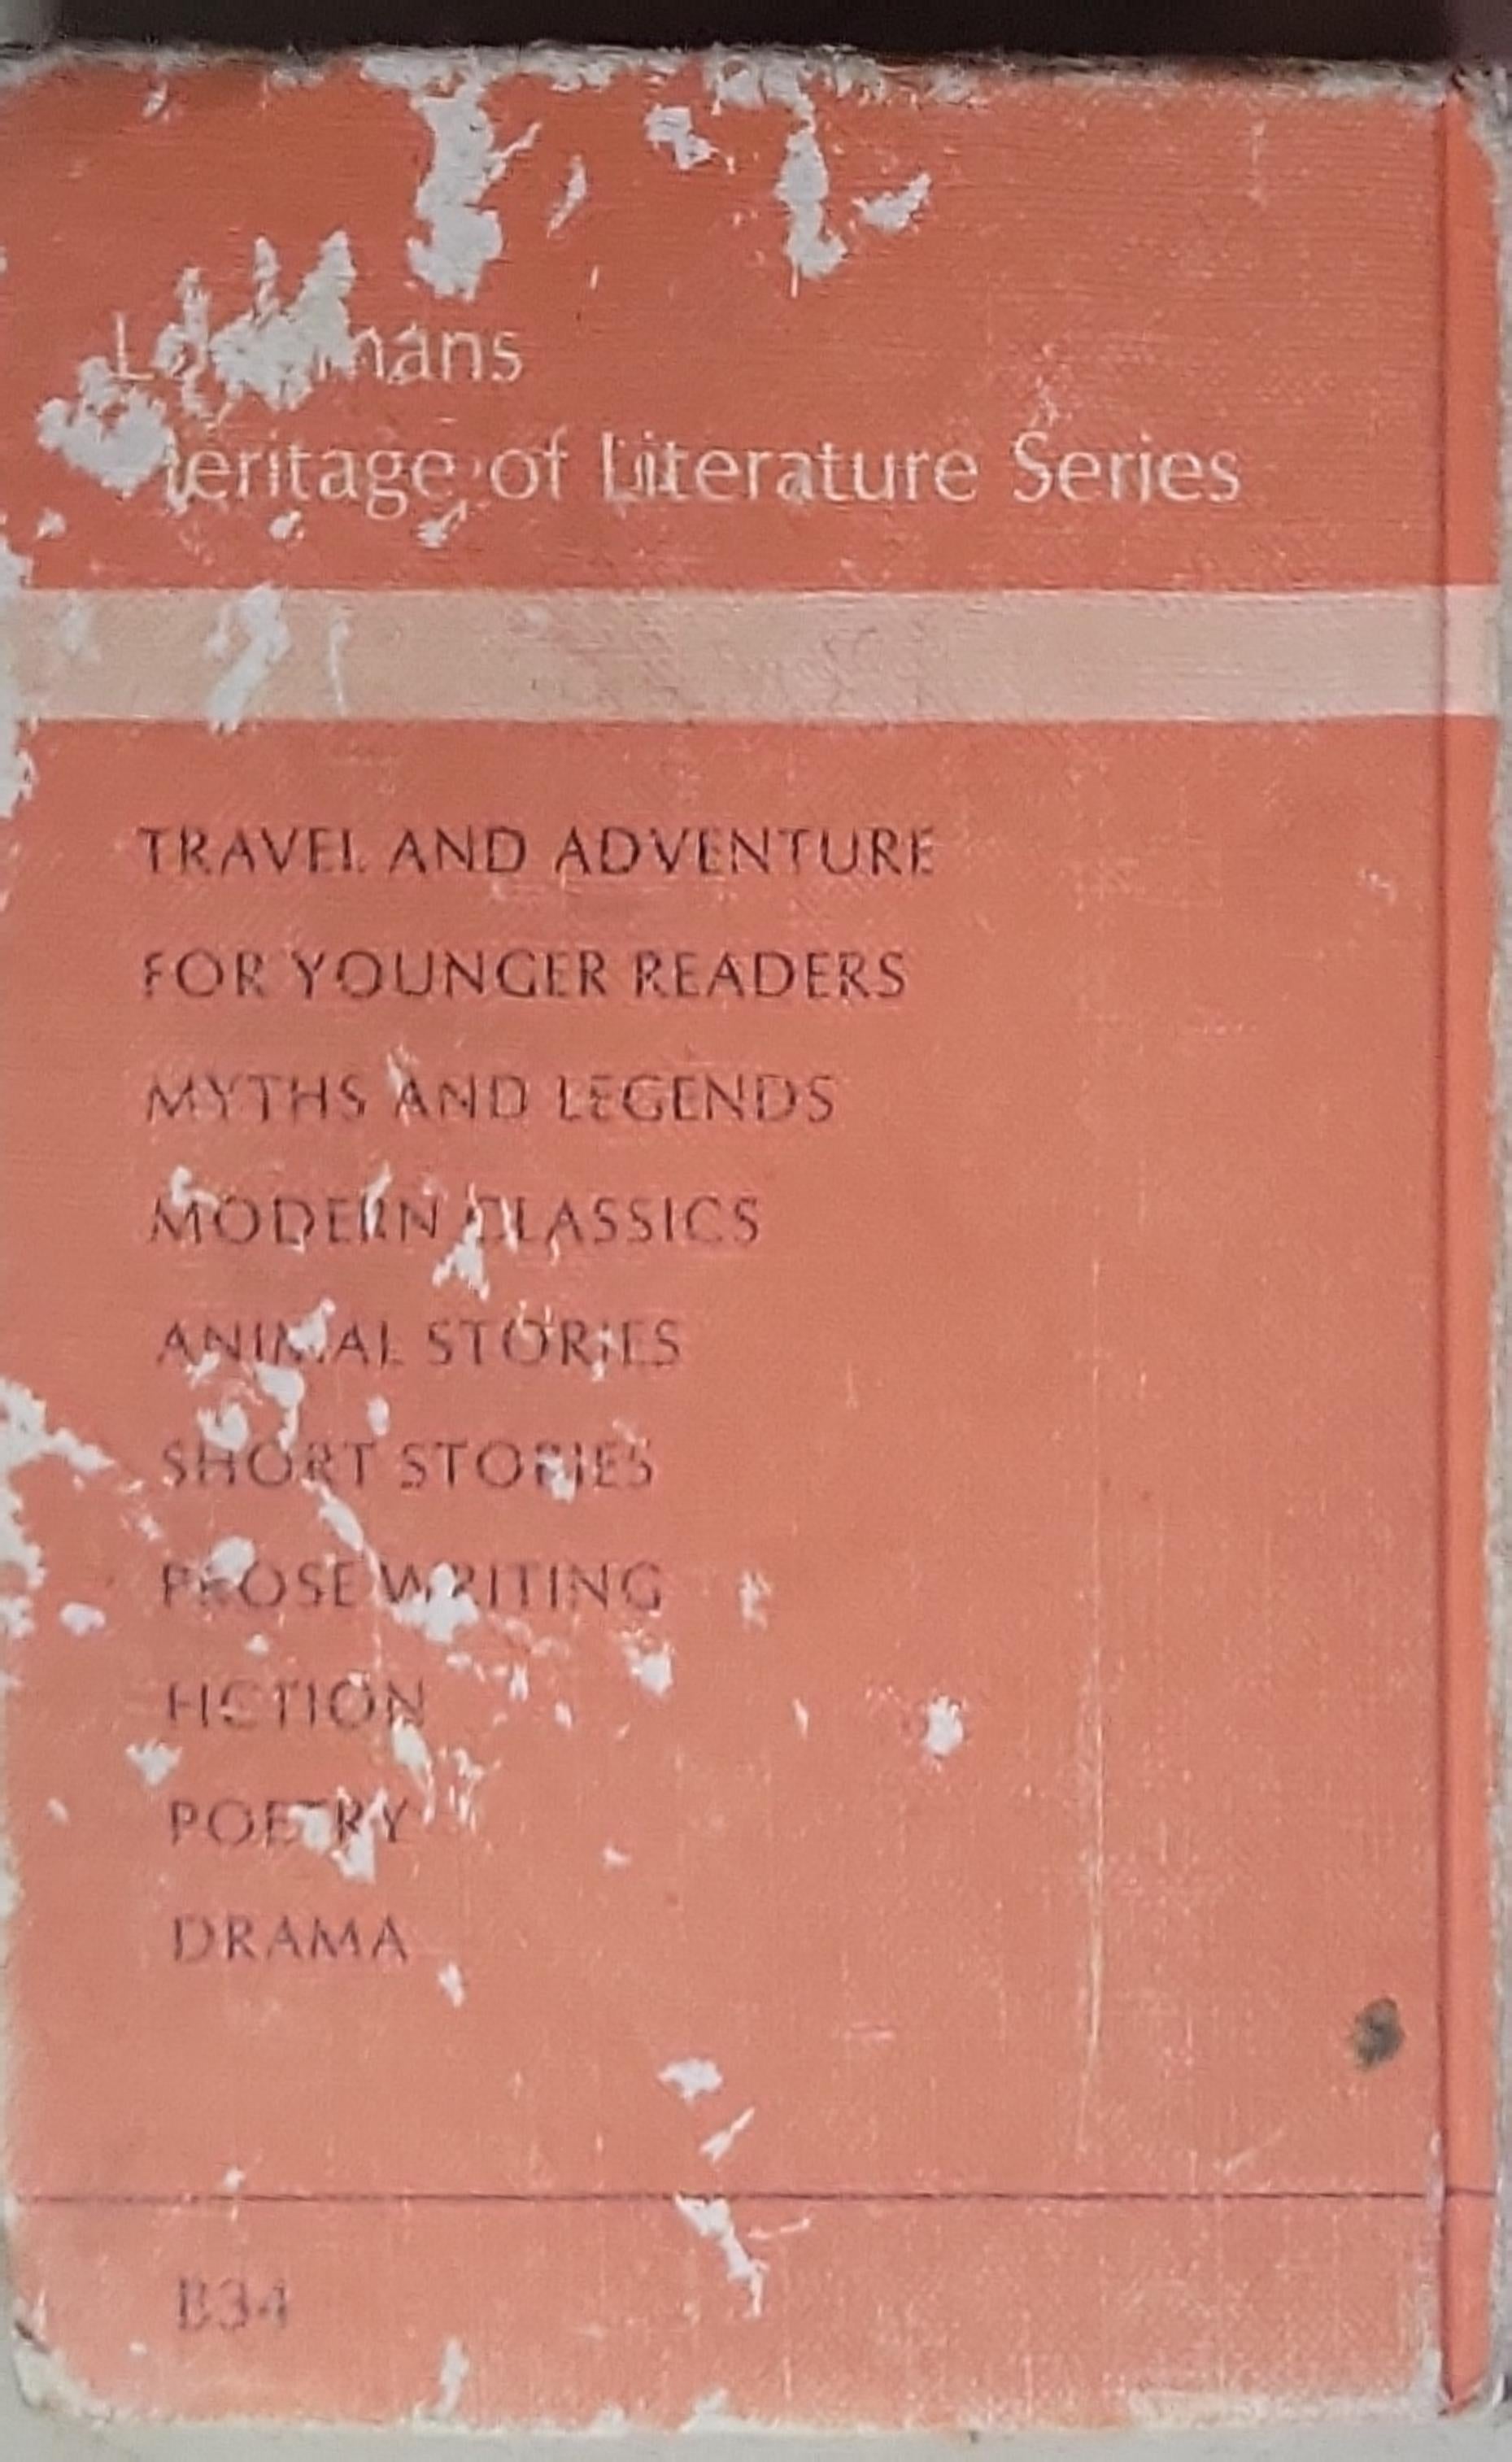 Longmans
Heritage of Literature Series
TRAVEL AND ADVENTURE
FOR YOUNGER READERS
MYTHS AND LEGENDS
MODERN CLASSICS
ANIMAL STORIES
SHORT STORIES
PROSE WRITING
FICTION
POETRY
DRAMA
B34